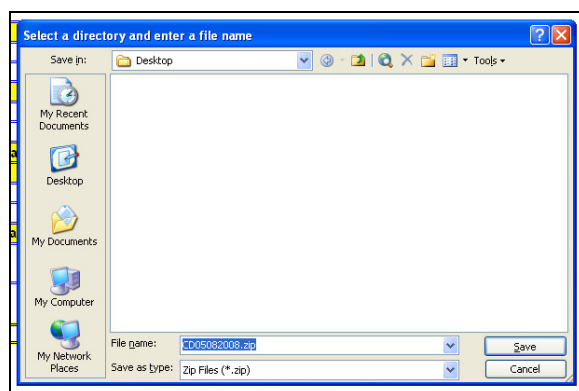 Select a directory and enter a file name
Save in:
Desktop
Tools
My Recent
Documents
Desktop
My Documents
My Computer
My Network
Places
File name:
CD05082008.zip
Save
Save as type:
Zip Files (*.zip)
Cancel